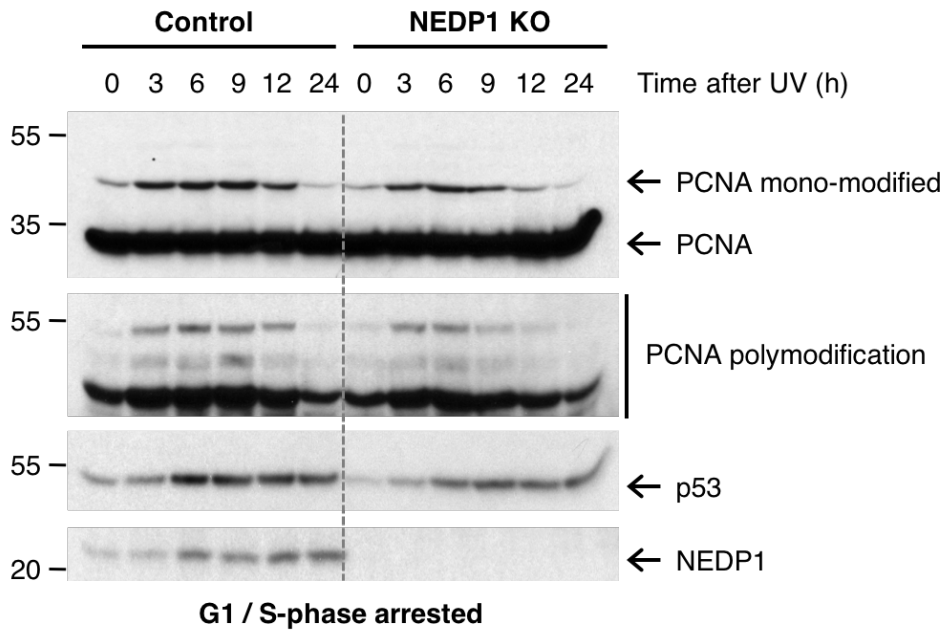 Control NEDP1 KO
0 3 6 9 12 24 0 3 6 9 12 24 Time after UV (h)
55
PCNA mono-modified
35
PCNA
55
PCNA polymodification
55
p53
NEDP1
20
G1 / S-phase arrested